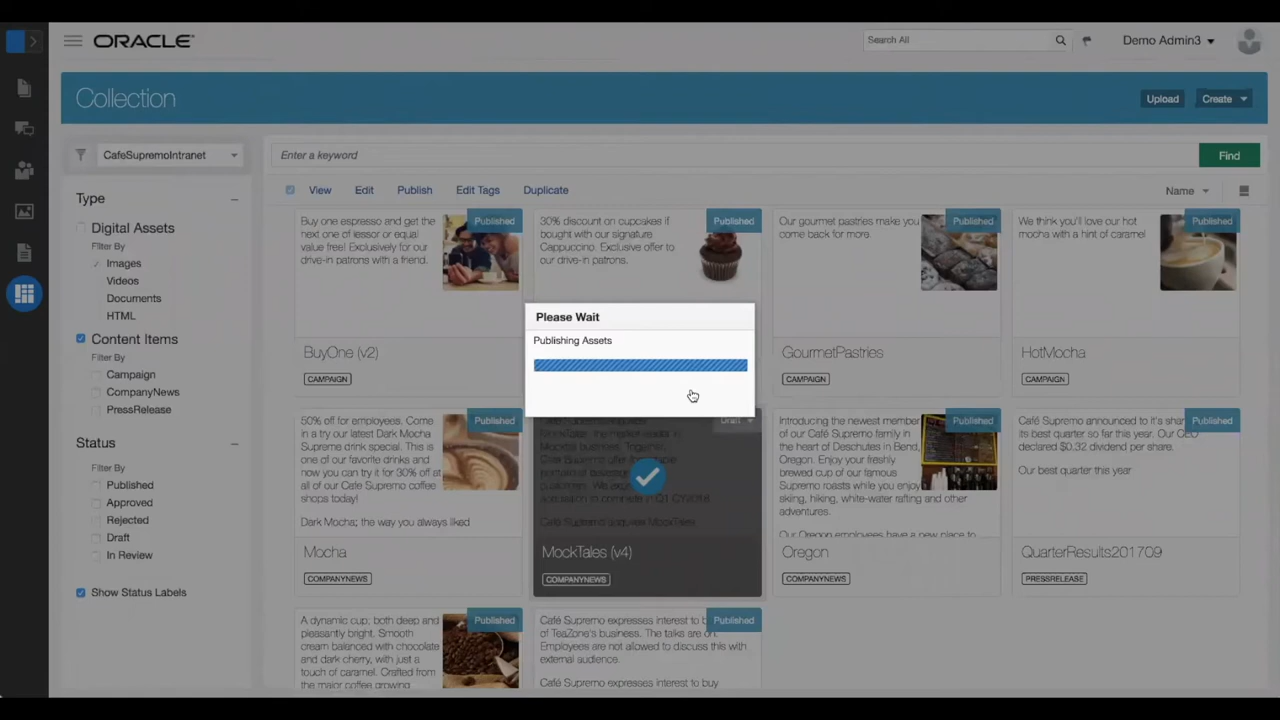 ORACLE
Search All
Demo Admin3
Collection
Upload
Create
CafeSupremoIntranet
Enter a keyword
Find
Type
View
Edit
Publish
Edit Tags
Duplicate
Name
Digital Assets
Filter By
Images
Videos
Documents
HTML
Content Items
Filter By
Campaign
CompanyNews
PressRelease
Status
Filter By
Published
Approved
Rejected
Draft
In Review
Show Status Labels
Buy one espresso and get the
next one of lessor or equal
value free! Exclusively for our
drive-in patrons with a friend.
Published
BuyOne (v2)
CAMPAIGN
30% discount on cupcakes if
bought with our signature
Cappuccino. Exclusive offer to
our drive-in patrons.
Published
Our gourmet pastries make you
come back for more.
Published
GourmetPastries
CAMPAIGN
We think you'll love our hot
mocha with a hint of caramel
Published
HotMocha
CAMPAIGN
Please Wait
Publishing Assets
50% off for employees. Come
in a try our latest Dark Mocha
Supreme drink special. This is
one of our favorite drinks and
now you can try it for 30% at
all of our Cafe Supremo coffee
shops today!
Dark Mocha; the way you always liked
Published
Mocha
COMPANYNEWS
Draft
MockTales (v4)
COMPANYNEWS
Introducing the newest member
of our Café Supremo family in
the heart of Deschutes in Bend,
Oregon. Enjoy your freshly
brewed cup of our famous
Supremo roasts while you enjoy
skiing, hiking, white-water rafting and other
adventures.
Our Oregon employees have a new place to
Published
Oregon
COMPANYNEWS
Café Supremo announced to it's share
its best quarter so far this year. Our CEO
declared $0.32 dividend per share.
Our best quarter this year
Published
QuarterResults201709
PRESSRELEASE
A dynamic cup; both deep and
pleasantly bright. Smooth
cream balanced with chocolate
and dark cherry, with just a
touch of caramel. Crafted from
the major coffee growing
Published
Café Supremo expresses interest to b
of TeaZone's business. The talks are on.
Employees are not allowed to discuss this with
external audience.
Café Supremo expresses interest to buy
Published